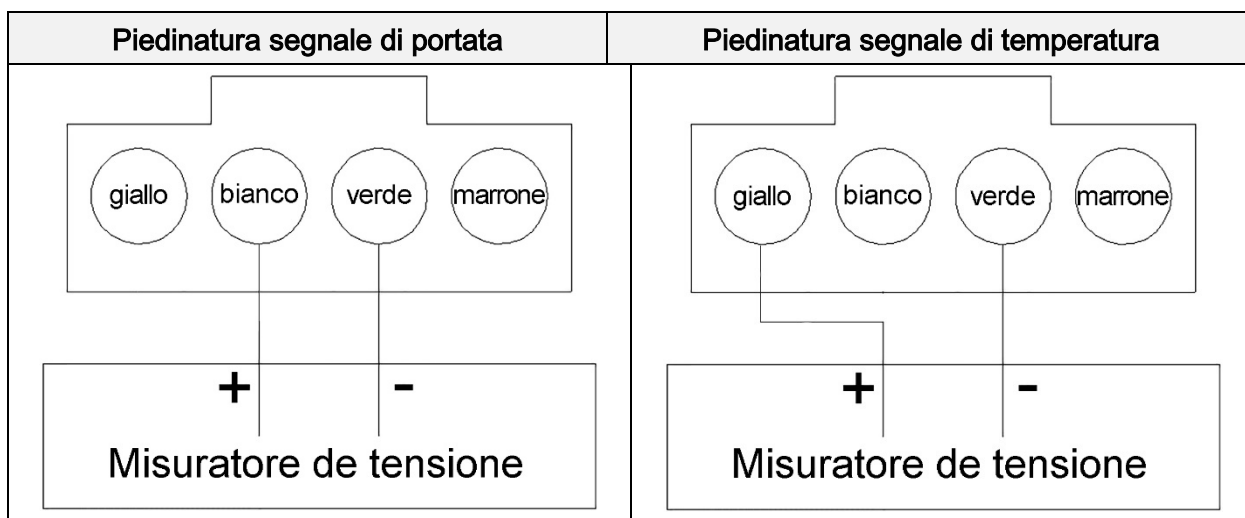 Piedinatura segnale di portata
Piedinatura segnale di temperatura
giallo bianco verde marrone
+ -
Misuratore de tensione
giallo bianco verde marrone
+ -
Misuratore de tensione